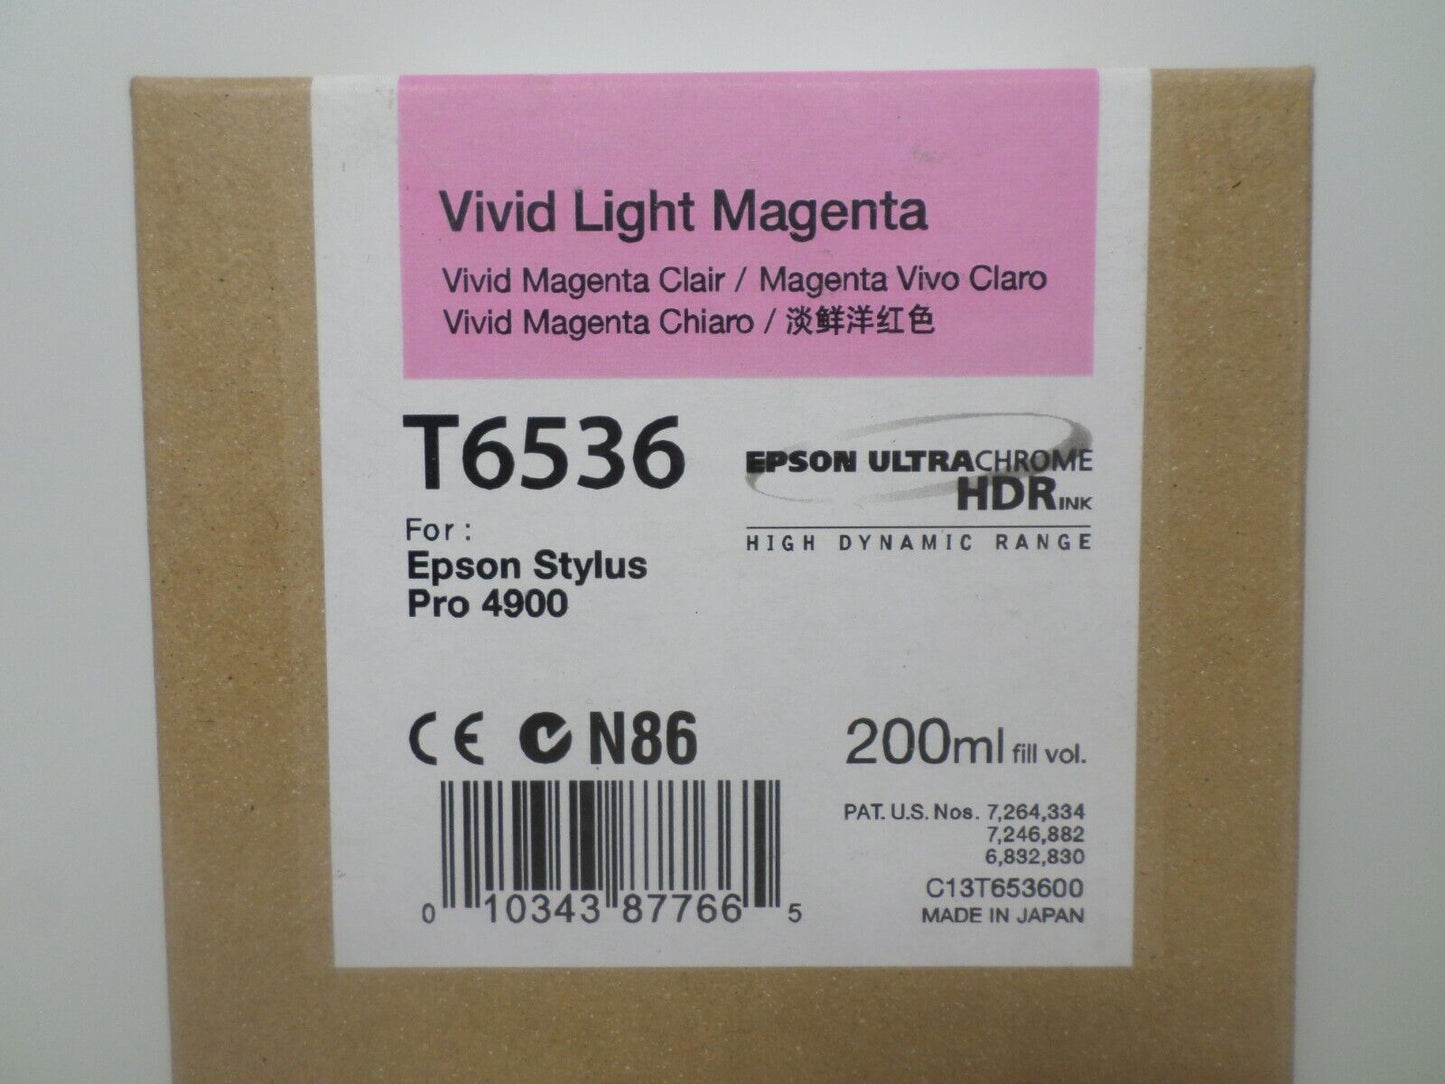 Vivid Light Magenta
Vivid Magenta Clair / Magenta Vivo Claro
Vivid Magenta Chiaro / 淡鲜洋红色
T6536
EPSON ULTRACHROME
HDR INK
HIGH DYNAMIC RANGE
For :
Epson Stylus
Pro 4900
CE N86
200ml fill vol.
PAT. U.S. Nos. 7,264,334
7,246,882
6,832,830
C13T653600
MADE IN JAPAN
0 10343 87766 5